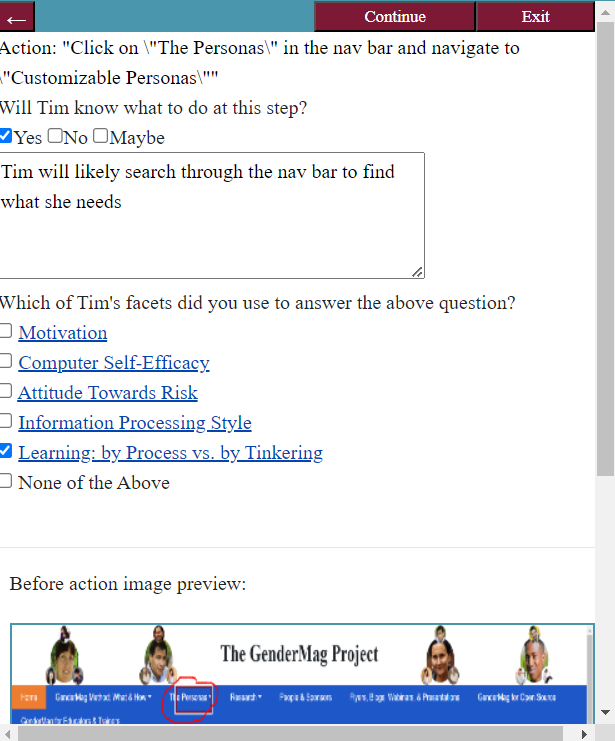 ←
Continue
Exit
Action: "Click on \"The Personas\" in the nav bar and navigate to
\"Customizable Personas\""
Will Tim know what to do at this step?
Yes No Maybe
Tim will likely search through the nav bar to find
what she needs
Which of Tim's facets did you use to answer the above question?
Motivation
Computer Self-Efficacy
Attitude Towards Risk
Information Processing Style
Learning: by Process vs. by Tinkering
None of the Above
Before action image preview:
The GenderMag Project
Home GenderMag Method: What & How The Personas Research People & Sponsors Flyers, Blogs Webinars & Presentations GenderMag for Open Source
GenderMag for Educators & Trainers